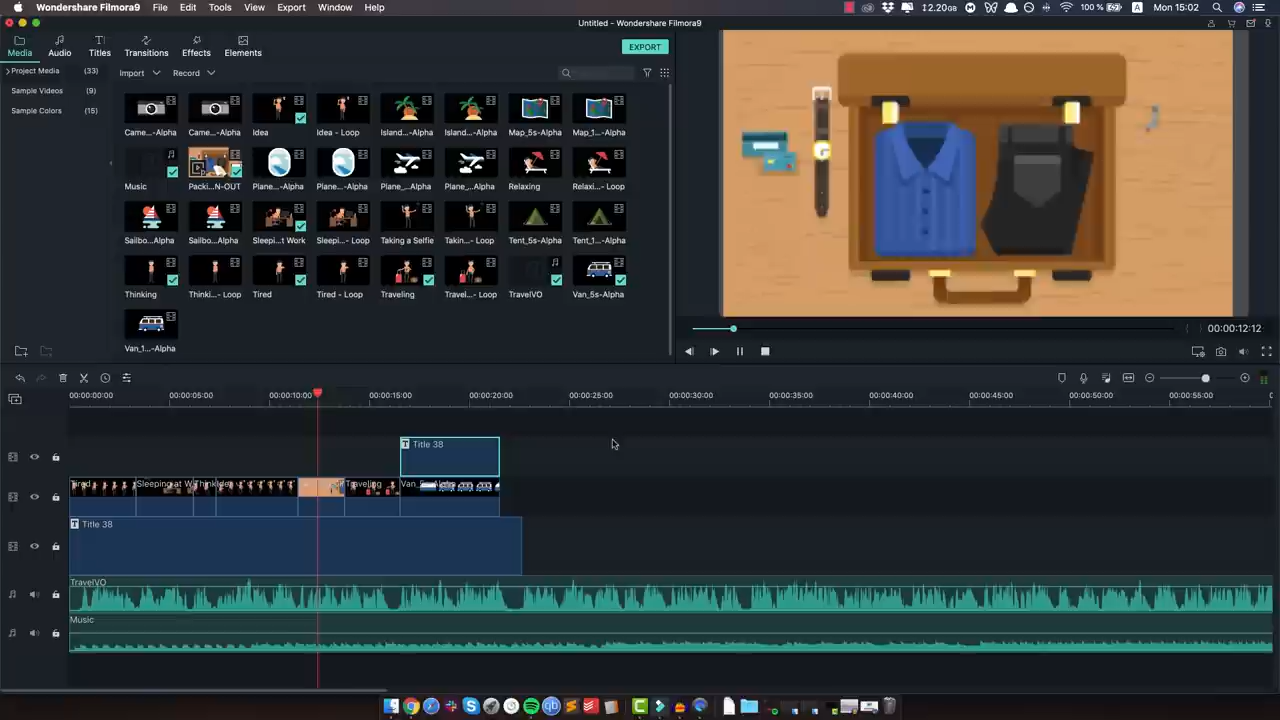 Wondershare Filmora9 File Edit Tools View Export Window Help 12.20GB 100 % A Mon 15:02
Untitled - Wondershare Filmora9
Media Audio Titles Transitions Effects Elements EXPORT
Project Media (33) Import Record
Sample Videos (9)
Sample Colors (15)
Came...-Alpha Came...-Alpha Idea Idea - Loop Island...-Alpha Island...-Alpha Map_5s-Alpha Map_1...-Alpha
Music Packi...N-OUT Plane...-Alpha Plane...-Alpha Plane_...Alpha Plane_...Alpha Relaxing Relaxi... - Loop
Sailbo...Alpha Sailbo...Alpha Sleepi...t Work Sleepi... - Loop Taking a Selfie Takin... - Loop Tent_5s-Alpha Tent_1...-Alpha
Thinking Thinki... - Loop Tired Tired - Loop Traveling Travel... - Loop TravelVO Van_5s-Alpha
Van_1...-Alpha
00:00:12:12
00:00:00:00 00:00:05:00 00:00:10:00 00:00:15:00 00:00:20:00 00:00:25:00 00:00:30:00 00:00:35:00 00:00:40:00 00:00:45:00 00:00:50:00 00:00:55:00
T Title 38
Tired Sleeping at W Traveling
T Title 38
TravelVO
Music